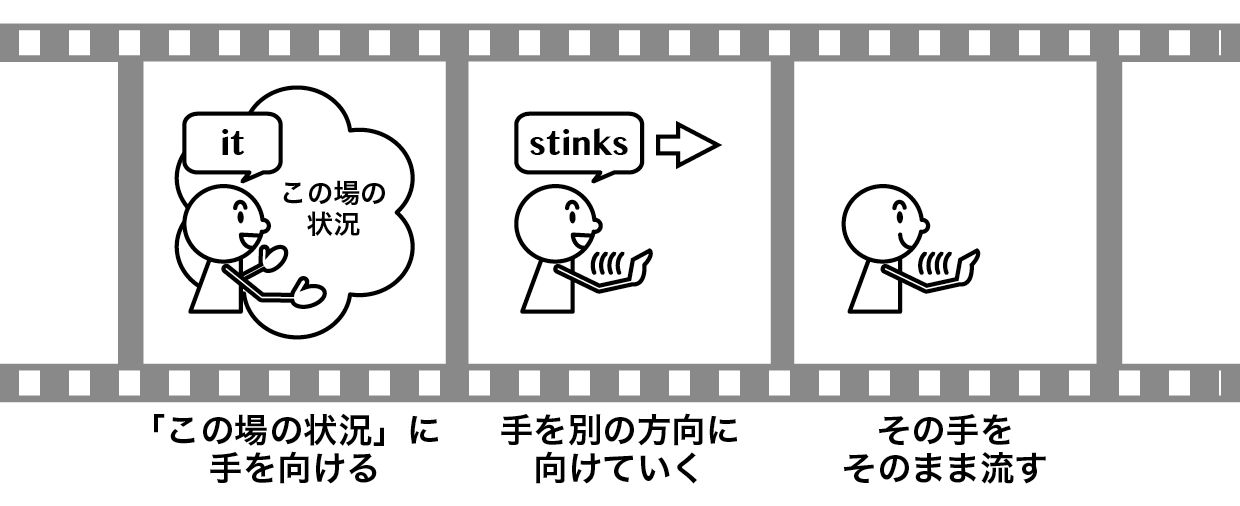 it
この場の
状況
stinks
「この場の状況」に
手を向ける
手を別の方向に
向けていく
その手を
そのまま流す